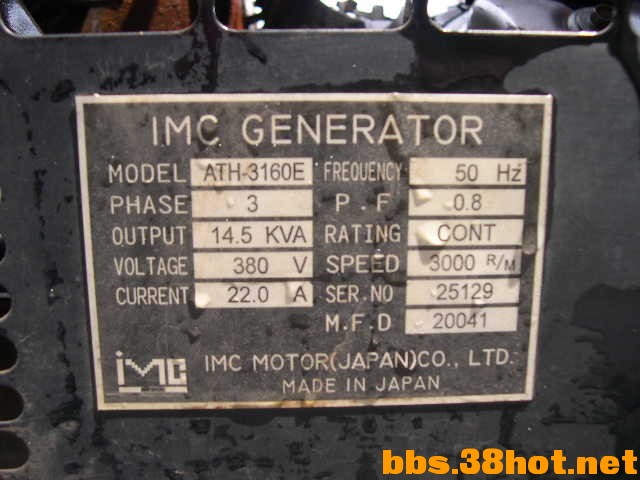 IMC GENERATOR
MODEL ATH-3160E FREQUENCY 50 Hz
PHASE 3 P.F 0.8
OUTPUT 14.5 KVA RATING CONT
VOLTAGE 380 V SPEED 3000 R/M
CURRENT 22.0 A SER.NO 25129
M.F.D 20041
imc IMC MOTOR(JAPAN)CO., LTD.
MADE IN JAPAN
bbs.38hot.net